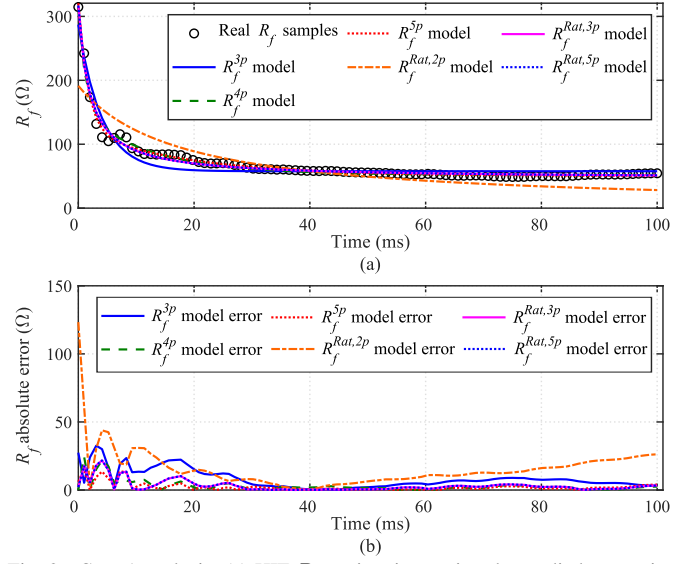 300
200
100
0
R_f (Ω)
Real R_f samples
R_f^{3p} model
R_f^{4p} model
R_f^{5p} model
R_f^{Rat,2p} model
R_f^{Rat,3p} model
R_f^{Rat,5p} model
0 20 40 60 80 100
Time (ms)
(a)
150
100
50
0
R_f absolute error (Ω)
R_f^{3p} model error
R_f^{4p} model error
R_f^{5p} model error
R_f^{Rat,2p} model error
R_f^{Rat,3p} model error
R_f^{Rat,5p} model error
0 20 40 60 80 100
Time (ms)
(b)